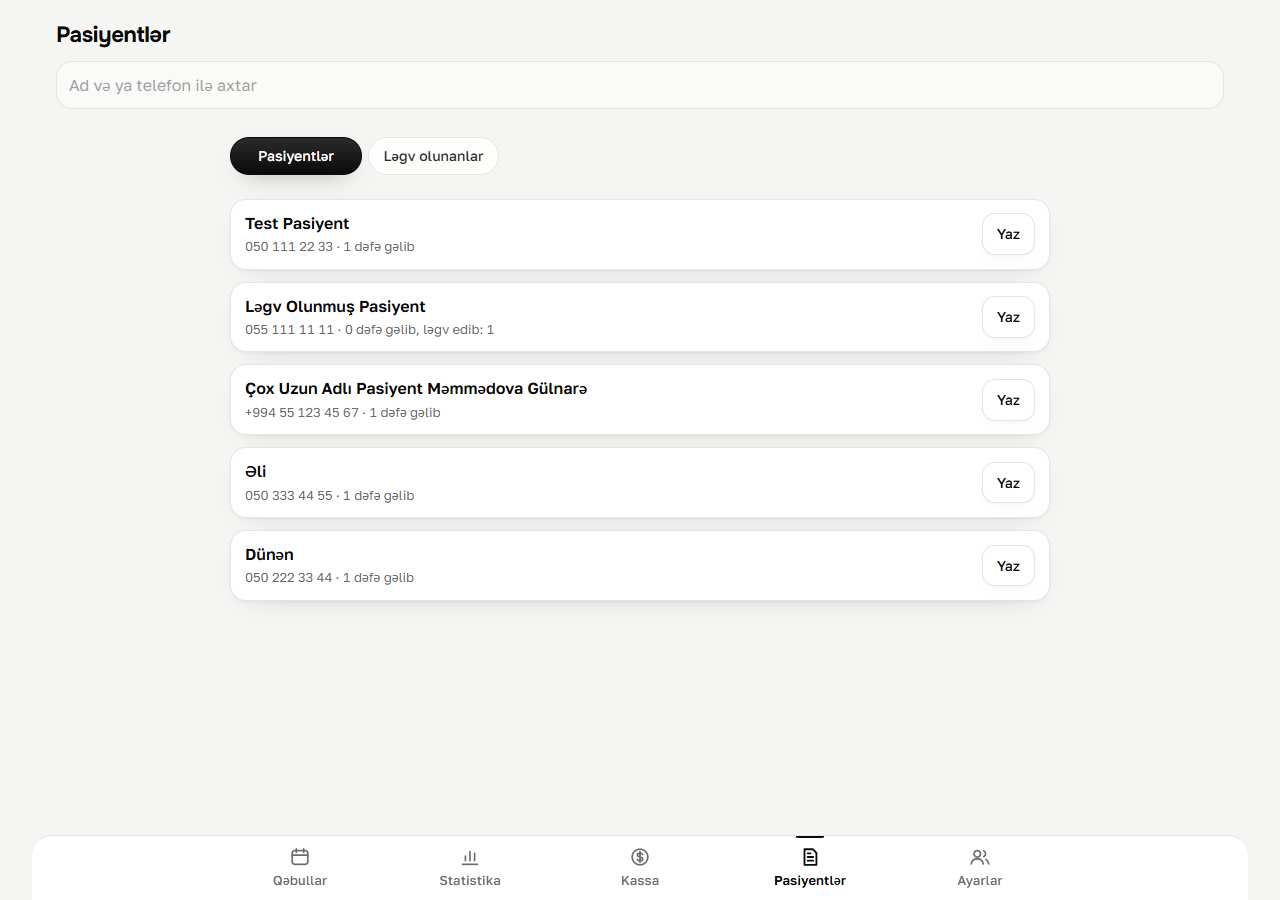 Pasiyentlər
Ad və ya telefon ilə axtar
Pasiyentlər
Ləgv olunanlar
Test Pasiyent
050 111 22 33 · 1 dəfə gəlib
Yaz
Ləgv Olunmuş Pasiyent
055 111 11 11 · 0 dəfə gəlib, ləgv edib: 1
Yaz
Çox Uzun Adlı Pasiyent Məmmədova Gülnarə
+994 55 123 45 67 · 1 dəfə gəlib
Yaz
Əli
050 333 44 55 · 1 dəfə gəlib
Yaz
Dünən
050 222 33 44 · 1 dəfə gəlib
Yaz
Qəbullar
Statistika
Kassa
Pasiyentlər
Ayarlar